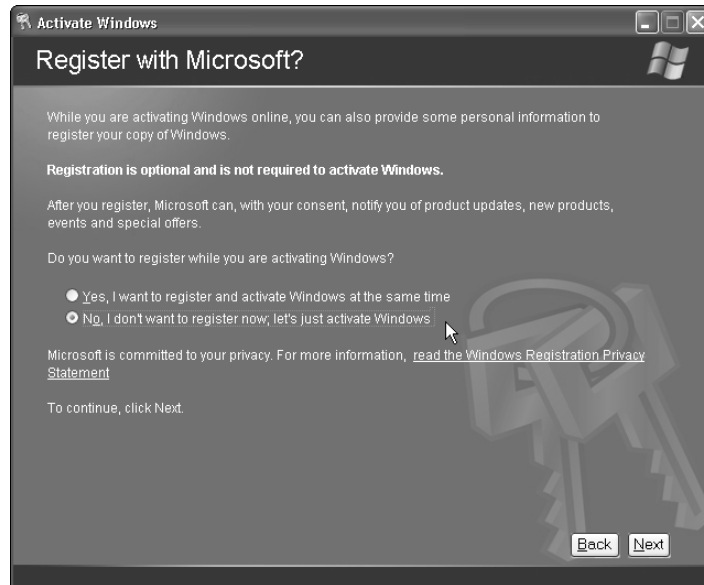 Activate Windows
Register with Microsoft?
While you are activating Windows online, you can also provide some personal information to
register your copy of Windows.
Registration is optional and is not required to activate Windows.
After you register, Microsoft can, with your consent, notify you of product updates, new products,
events and special offers.
Do you want to register while you are activating Windows?
Yes, I want to register and activate Windows at the same time
No, I don't want to register now; let's just activate Windows
Microsoft is committed to your privacy. For more information, read the Windows Registration Privacy
Statement
To continue, click Next.
Back Next